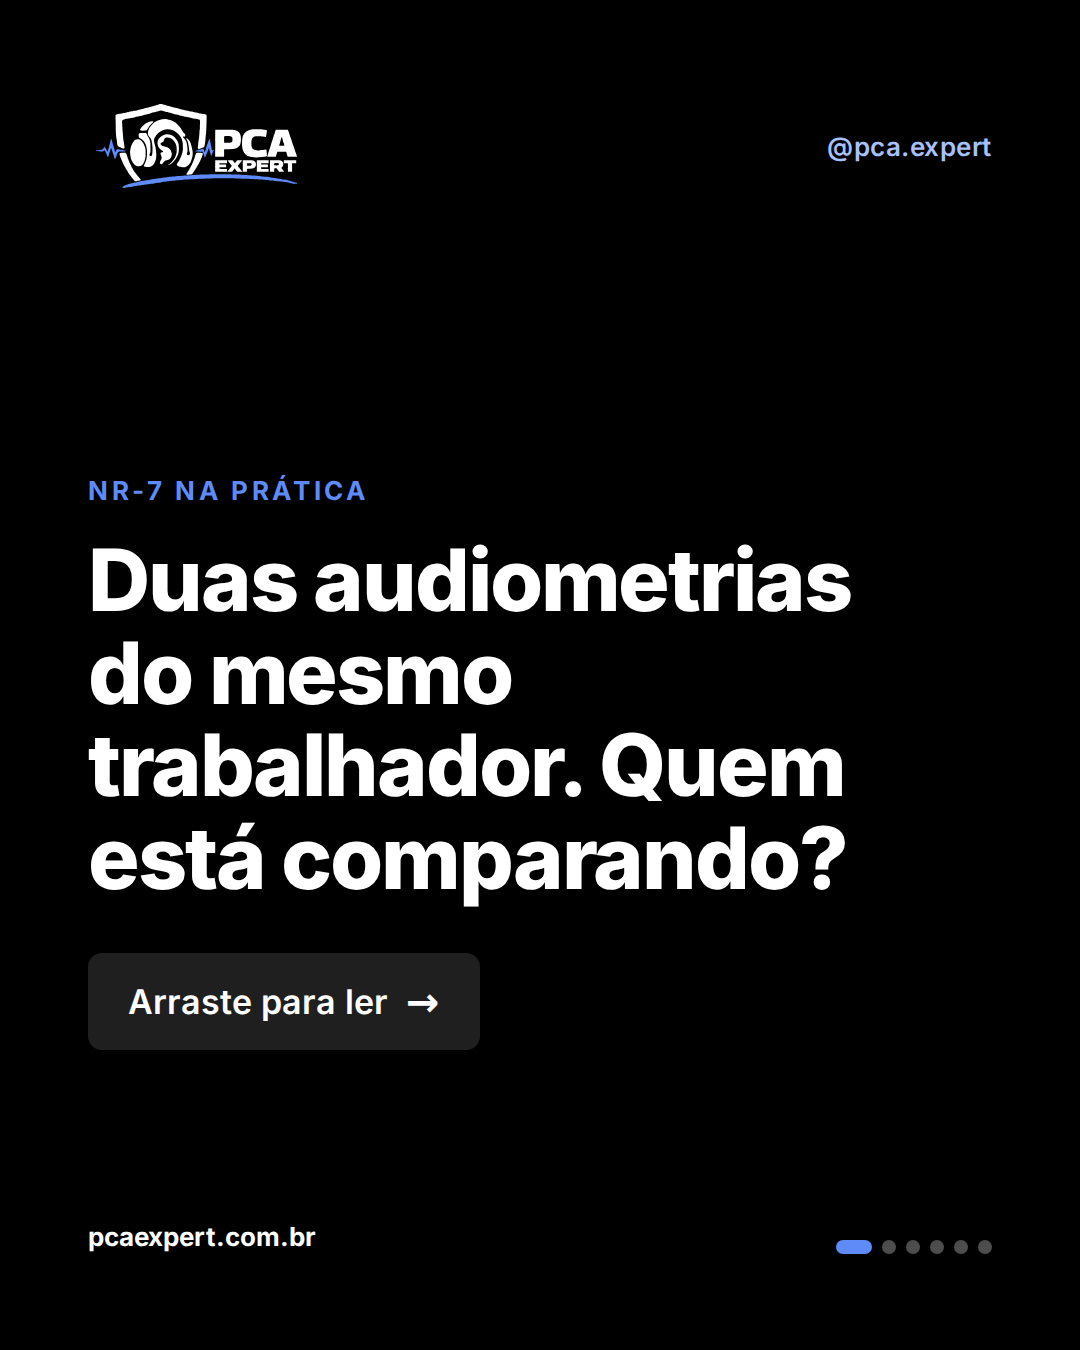 PCA
EXPERT
@pca.expert
NR-7 NA PRÁTICA
Duas audiometrias
do mesmo
trabalhador. Quem
está comparando?
Arraste para ler →
pcaexpert.com.br